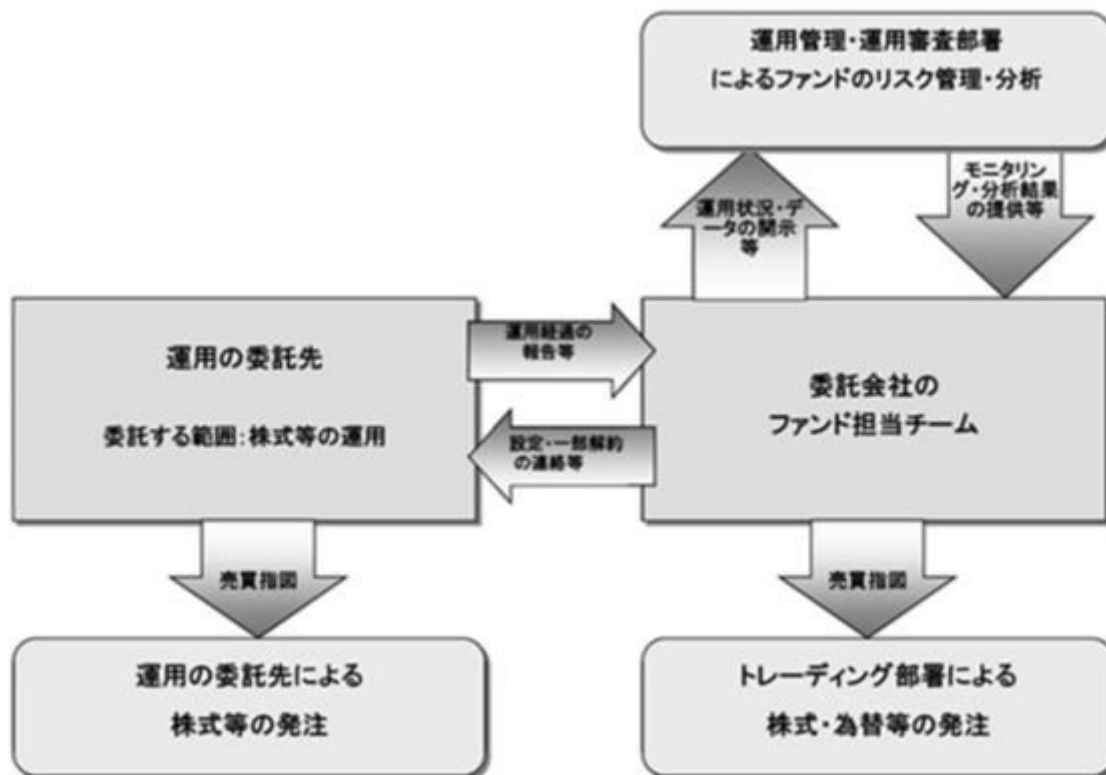 運用管理・運用審査部署
によるファンドのリスク管理・分析
運用状況・デ
ータの開示
等
モニタリン
グ・分析結果
の提供等
運用の委託先
委託する範囲:株式等の運用
運用経過の
報告等
設定・一部解約
の連絡等
委託会社の
ファンド担当チーム
売買指図
売買指図
運用の委託先による
株式等の発注
トレーディング部署による
株式・為替等の発注